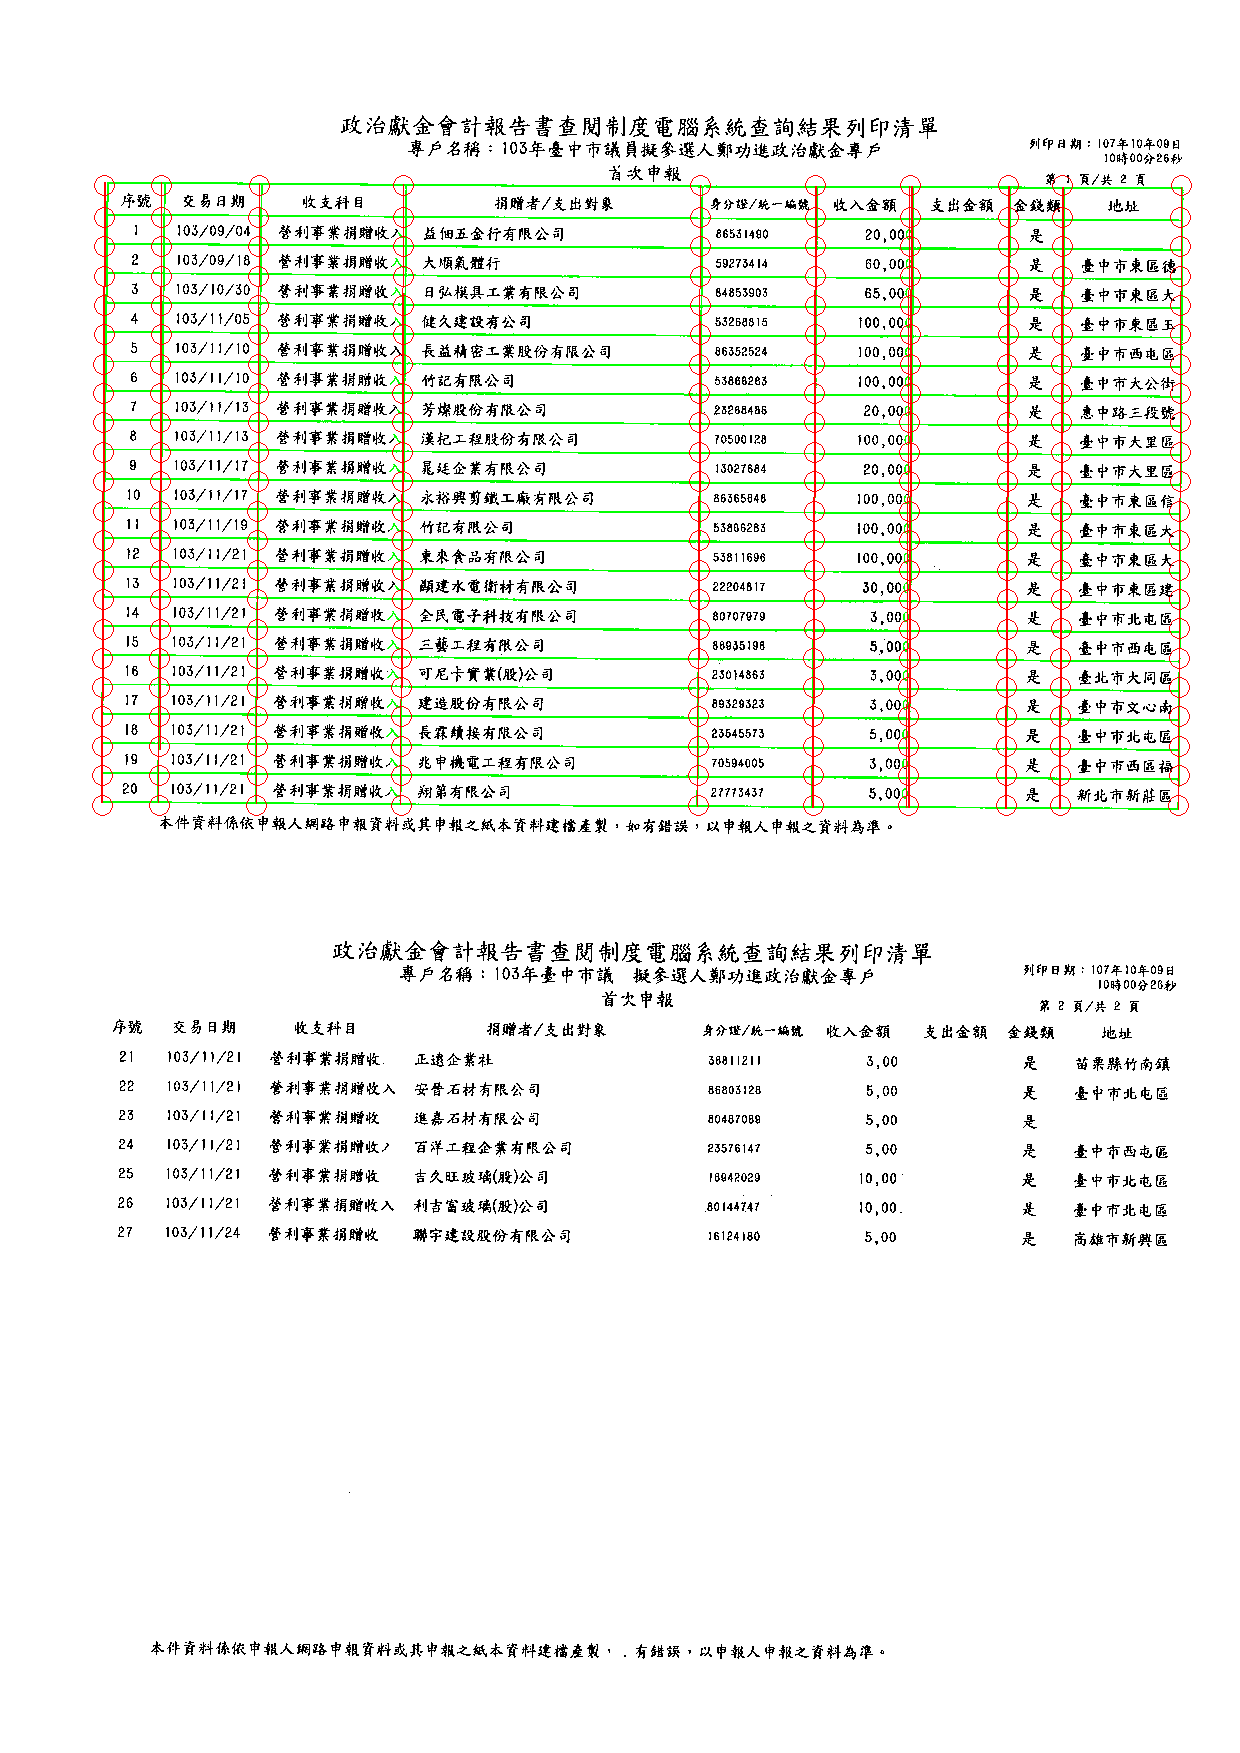 政治獻金會計報告書查閱制度電腦系統查詢結果列印清單
專戶名稱：103年臺中市議員擬參選人鄭功進政治獻金專戶
列印日期：107年10年09日
10時00分26秒
首次申報
第 1 頁/共 2 頁
序號 交易日期 收支科目 捐贈者/支出對象 身分證/統一編號 收入金額 支出金額 金錢類 地址
1 103/09/04 營利事業捐贈收入 益佃五金行有限公司 86531490 20,00 是
2 103/09/18 營利事業捐贈收入 大順氣體行 59273414 60,00 是 臺中市東區德
3 103/10/30 營利事業捐贈收入 日弘模具工業有限公司 84853903 65,00 是 臺中市東區大
4 103/11/05 營利事業捐贈收入 健久建設有公司 53268815 100,00 是 臺中市東區玉
5 103/11/10 營利事業捐贈收入 長益精密工業股份有限公司 86352524 100,00 是 臺中市西屯區
6 103/11/10 營利事業捐贈收入 竹記有限公司 53866283 100,00 是 臺中市大公街
7 103/11/13 營利事業捐贈收入 芳燦股份有限公司 23268486 20,00 是 惠中路三段號
8 103/11/13 營利事業捐贈收入 漢杞工程股份有限公司 70500128 100,00 是 臺中市大里區
9 103/11/17 營利事業捐贈收入 晁廷企業有限公司 13027684 20,00 是 臺中市大里區
10 103/11/17 營利事業捐贈收入 永裕興剪鐵工廠有限公司 86365848 100,00 是 臺中市東區信
11 103/11/19 營利事業捐贈收入 竹記有限公司 53866283 100,00 是 臺中市東區大
12 103/11/21 營利事業捐贈收入 東來食品有限公司 53811696 100,00 是 臺中市東區大
13 103/11/21 營利事業捐贈收入 顯建水電衛材有限公司 22204817 30,00 是 臺中市東區建
14 103/11/21 營利事業捐贈收入 全民電子科技有限公司 80707979 3,00 是 臺中市北屯區
15 103/11/21 營利事業捐贈收入 三藝工程有限公司 86935198 5,00 是 臺中市西屯區
16 103/11/21 營利事業捐贈收入 可尼卡實業(股)公司 23014863 3,00 是 臺北市大同區
17 103/11/21 營利事業捐贈收入 建造股份有限公司 89329323 3,00 是 臺中市文心南
18 103/11/21 營利事業捐贈收入 長霖續接有限公司 23545573 5,00 是 臺中市北屯區
19 103/11/21 營利事業捐贈收入 兆申機電工程有限公司 70594005 3,00 是 臺中市西區福
20 103/11/21 營利事業捐贈收入 翔第有限公司 27773437 5,00 是 新北市新莊區
本件資料係依申報人網路申報資料或其申報之紙本資料建檔產製，如有錯誤，以申報人申報之資料為準。
政治獻金會計報告書查閱制度電腦系統查詢結果列印清單
專戶名稱：103年臺中市議 擬參選人鄭功進政治獻金專戶
列印日期：107年10年09日
10時00分26秒
首次申報
第 2 頁/共 2 頁
序號 交易日期 收支科目 捐贈者/支出對象 身分證/統一編號 收入金額 支出金額 金錢類 地址
21 103/11/21 營利事業捐贈收 正遠企業社 36811211 3,00 是 苗栗縣竹南鎮
22 103/11/21 營利事業捐贈收入 安晉石材有限公司 86803128 5,00 是 臺中市北屯區
23 103/11/21 營利事業捐贈收 進嘉石材有限公司 80487089 5,00 是
24 103/11/21 營利事業捐贈收入 百洋工程企業有限公司 23576147 5,00 是 臺中市西屯區
25 103/11/21 營利事業捐贈收 吉久旺玻璃(股)公司 16942029 10,00 是 臺中市北屯區
26 103/11/21 營利事業捐贈收入 利吉富玻璃(股)公司 80144747 10,00 是 臺中市北屯區
27 103/11/24 營利事業捐贈收 聯宇建設股份有限公司 16124180 5,00 是 高雄市新興區
本件資料係依申報人網路申報資料或其申報之紙本資料建檔產製， 有錯誤，以申報人申報之資料為準。